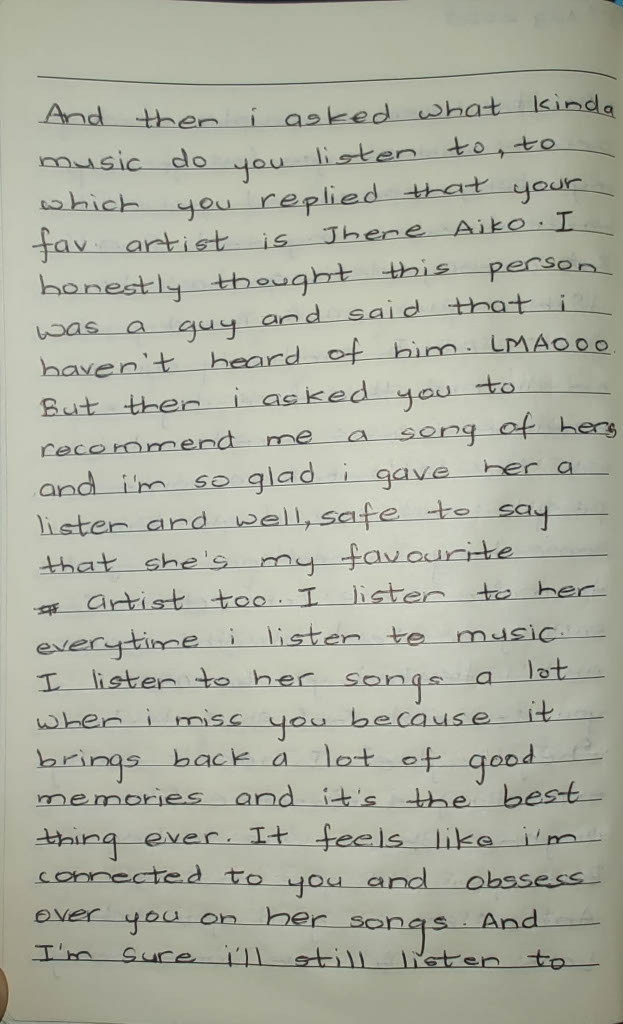 And then i asked what kinda
music do you listen to, to
which you replied that your
fav. artist is Jhene Aiko. I
honestly thought this person
was a guy and said that i
haven't heard of him. LMAOOO.
But then i asked you to
recommend me a song of hers
and i'm so glad i gave her a
listen and well, safe to say
that she's my favourite
artist too. I listen to her
everytime i listen to music.
I listen to her songs a lot
when i miss you because it
brings back a lot of good
memories and it's the best
thing ever. It feels like i'm
connected to you and obssess
over you on her songs. And
I'm sure i'll still listen to